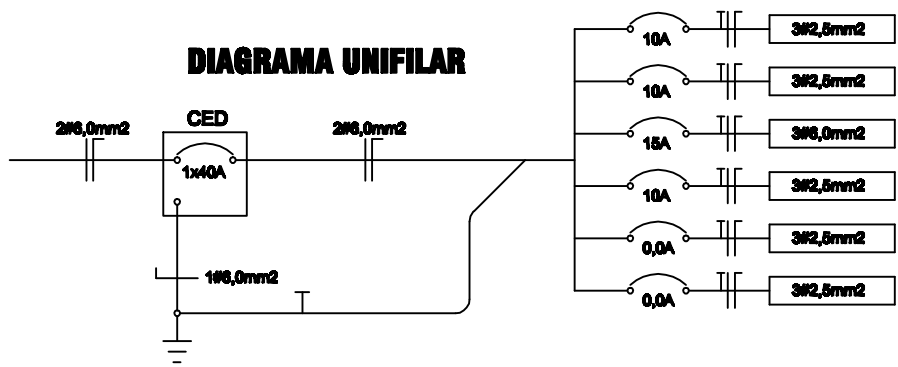 DIAGRAMA UNIFILAR
2#6,0mm2
CED
1x40A
2#6,0mm2
1#6,0mm2
10A
3#2,5mm2
10A
3#2,5mm2
15A
3#6,0mm2
10A
3#2,5mm2
0,0A
3#2,5mm2
0,0A
3#2,5mm2